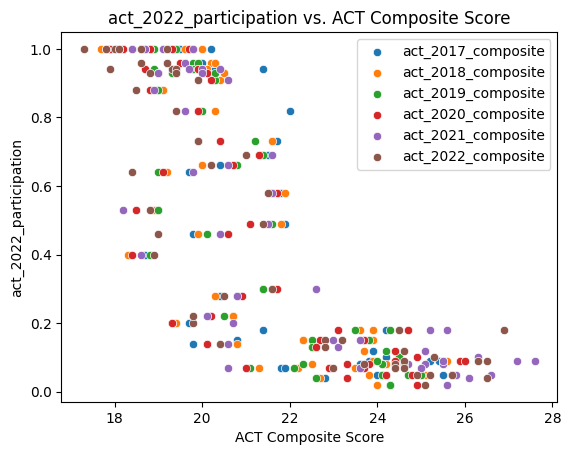 act_2022_participation vs. ACT Composite Score
act_2017_composite
act_2018_composite
act_2019_composite
act_2020_composite
act_2021_composite
act_2022_composite
act_2022_participation
1.0
0.8
0.6
0.4
0.2
0.0
18 20 22 24 26 28
ACT Composite Score